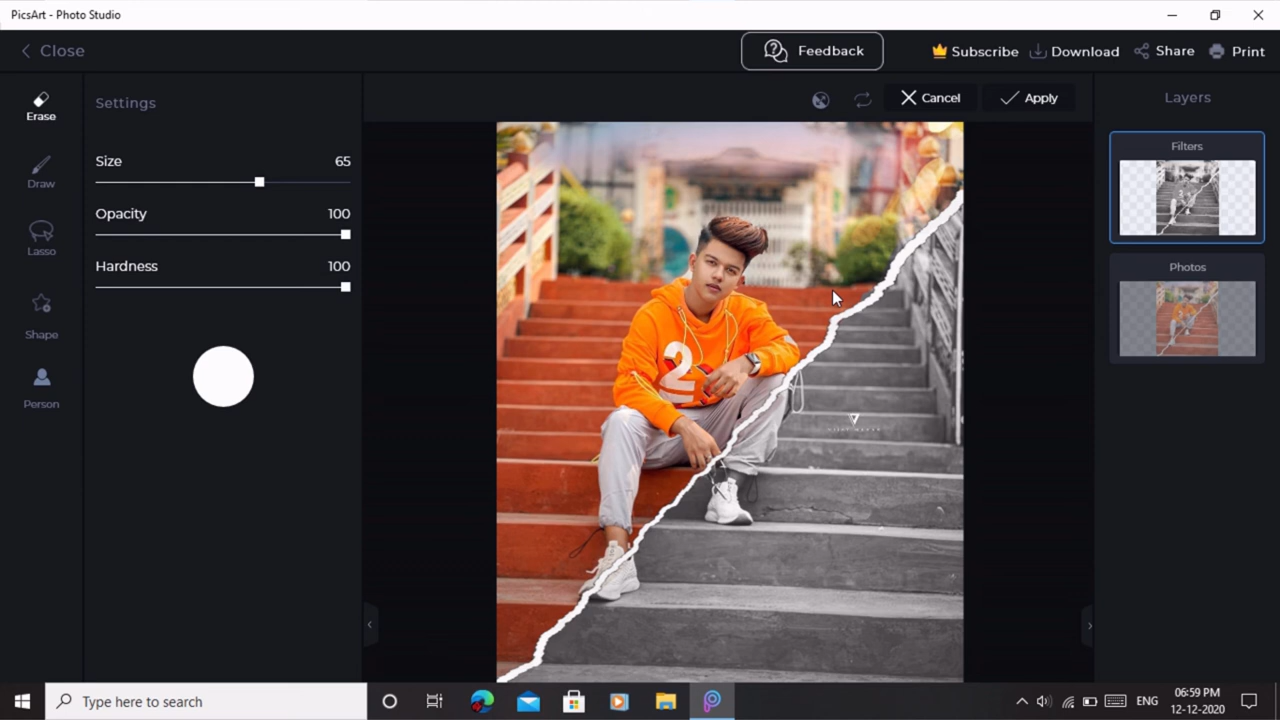 PicsArt - Photo Studio
Close
Feedback
Subscribe
Download
Share
Print
Erase
Draw
Lasso
Shape
Person
Settings
Size 65
Opacity 100
Hardness 100
Cancel
Apply
2
Layers
Filters
Photos
Type here to search
ENG
06:59 PM
12-12-2020